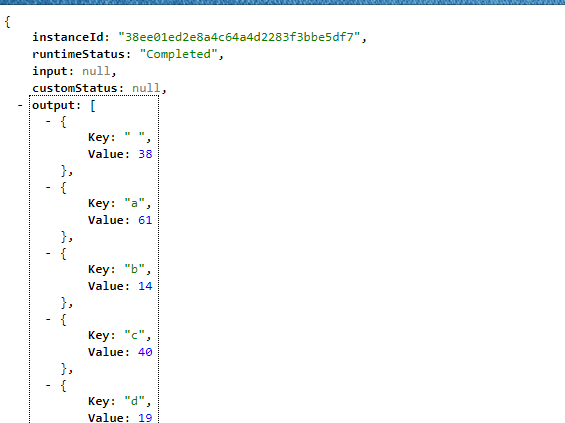 {
instanceId: "38ee01ed2e8a4c64a4d2283f3bbe5df7",
runtimeStatus: "Completed",
input: null,
customStatus: null,
- output: [
- {
Key: " ",
Value: 38
},
- {
Key: "a",
Value: 61
},
- {
Key: "b",
Value: 14
},
- {
Key: "c",
Value: 40
},
- {
Key: "d",
Value: 19